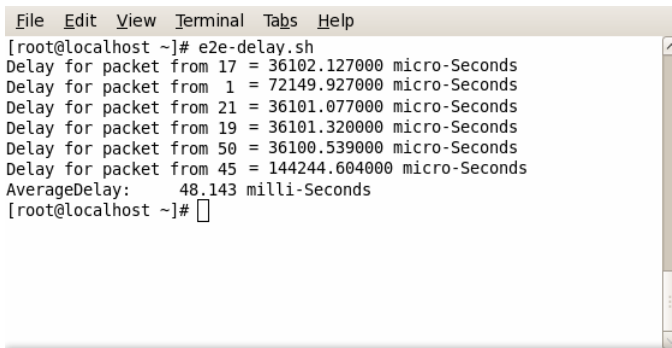 File Edit View Terminal Tabs Help
[root@localhost ~]# e2e-delay.sh
Delay for packet from 17 = 36102.127000 micro-Seconds
Delay for packet from  1 = 72149.927000 micro-Seconds
Delay for packet from 21 = 36101.077000 micro-Seconds
Delay for packet from 19 = 36101.320000 micro-Seconds
Delay for packet from 50 = 36100.539000 micro-Seconds
Delay for packet from 45 = 144244.604000 micro-Seconds
AverageDelay:     48.143 milli-Seconds
[root@localhost ~]#